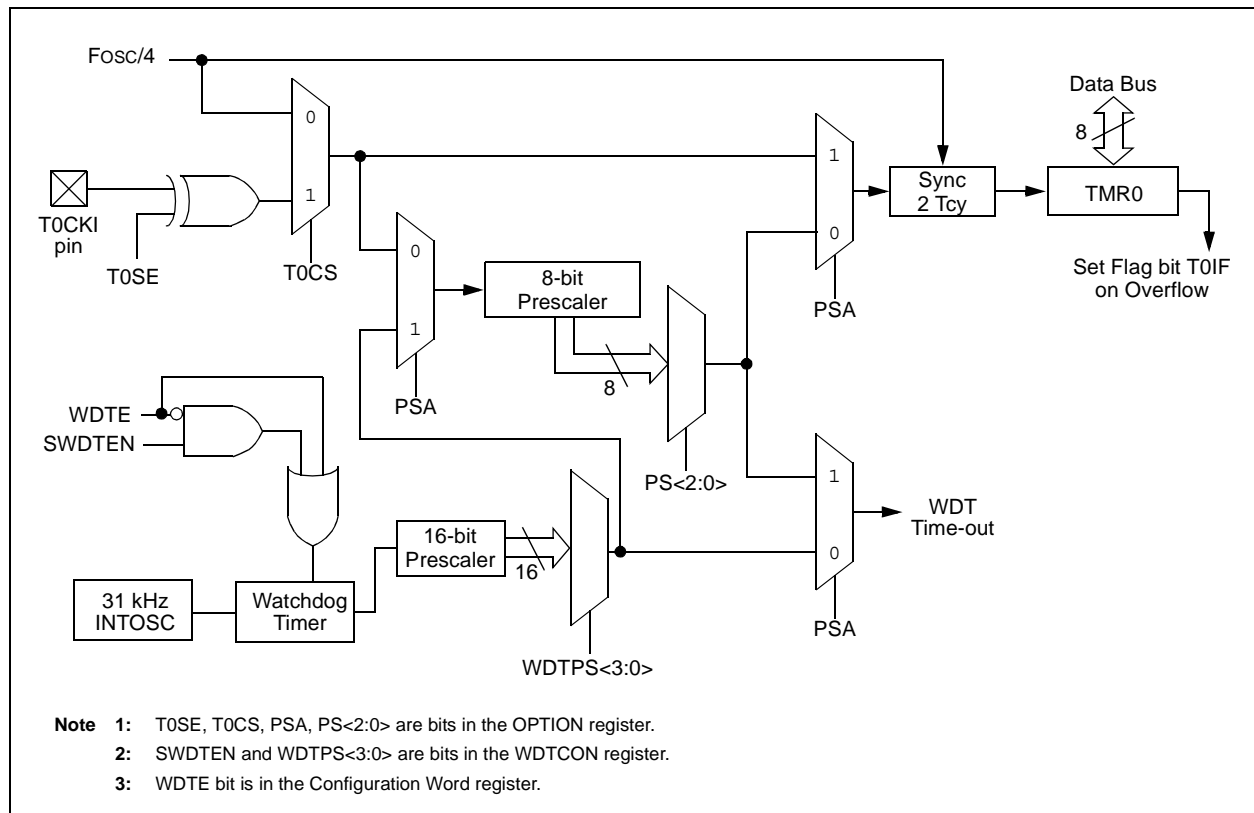 FOSC/4
Data Bus
8
0
1
1
0
T0CKI
pin
T0SE
T0CS
Sync
2 Tcy
TMR0
Set Flag bit T0IF
on Overflow
0
1
8-bit
Prescaler
PSA
PSA
8
WDTE
SWDTEN
PS<2:0>
1
0
WDT
Time-out
16-bit
Prescaler
16
31 kHz
INTOSC
Watchdog
Timer
PSA
WDTPS<3:0>
Note 1: T0SE, T0CS, PSA, PS<2:0> are bits in the OPTION register.
2: SWDTEN and WDTPS<3:0> are bits in the WDTCON register.
3: WDTE bit is in the Configuration Word register.